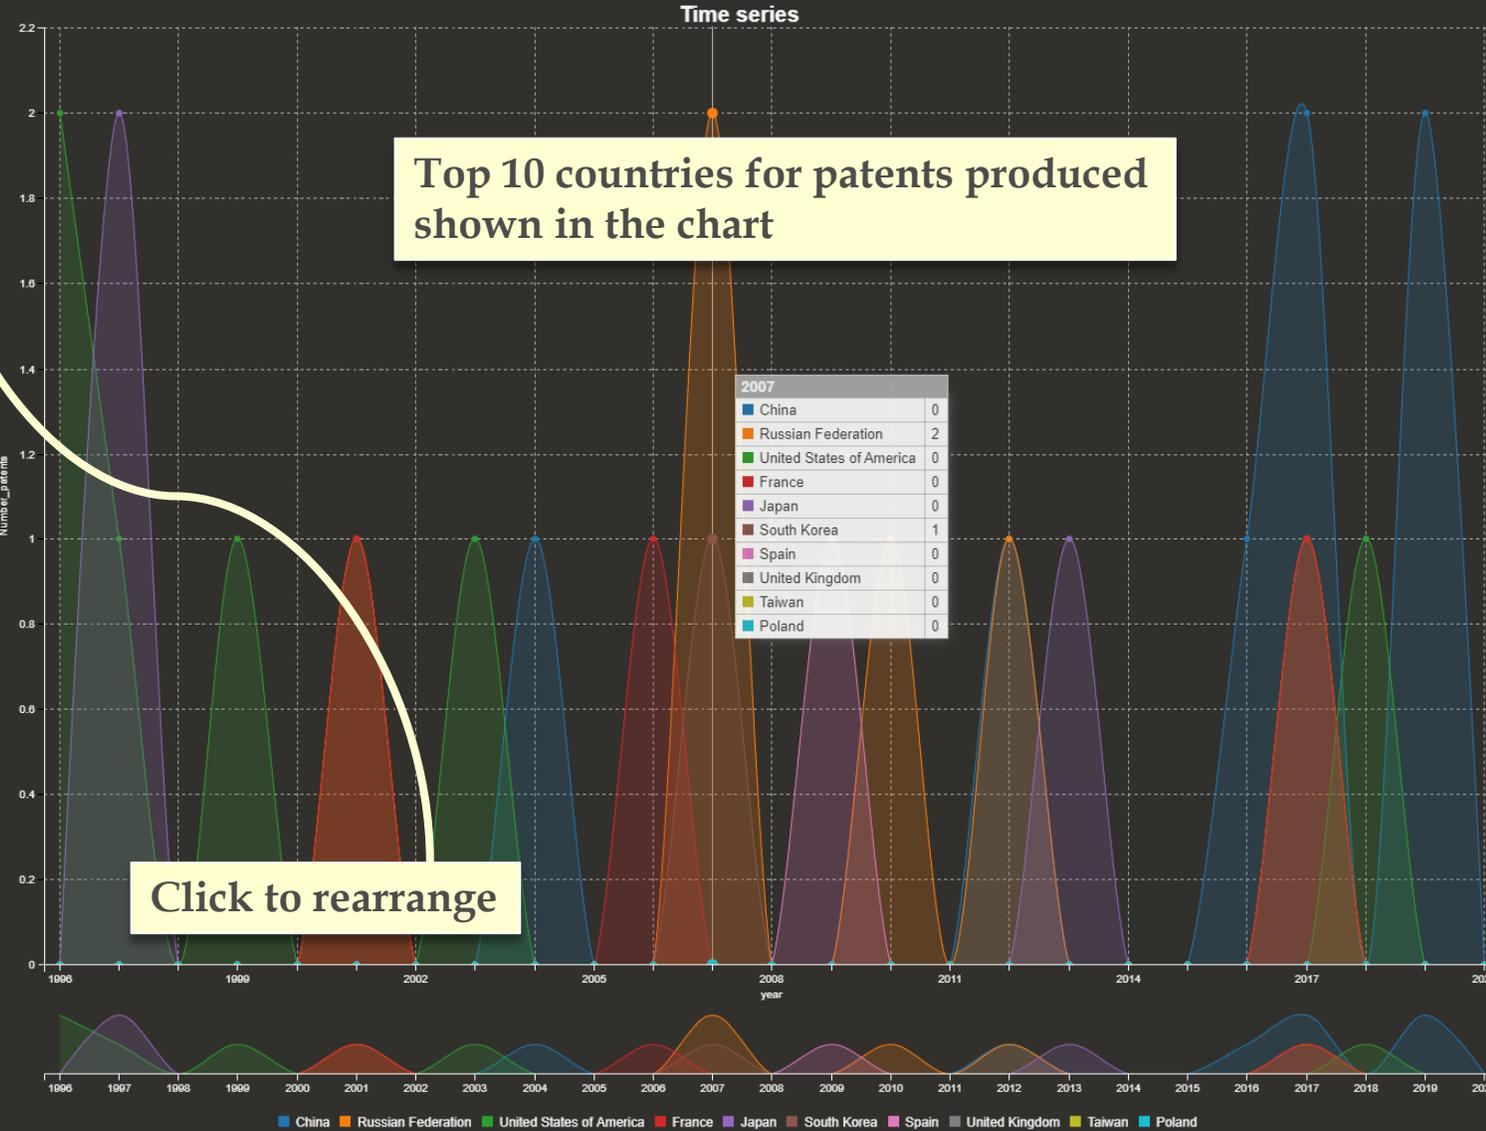 Time series
2.2
2
1.8
1.6
1.4
1.2
1
0.8
0.6
0.4
0.2
0
Number_patents
Top 10 countries for patents produced
shown in the chart
2007
China 0
Russian Federation 2
United States of America 0
France 0
Japan 0
South Korea 1
Spain 0
United Kingdom 0
Taiwan 0
Poland 0
Click to rearrange
1996 1999 2002 2005 2008 2011 2014 2017
year
1996 1997 1998 1999 2000 2001 2002 2003 2004 2005 2006 2007 2008 2009 2010 2011 2012 2013 2014 2015 2016 2017 2018 2019
China Russian Federation United States of America France Japan South Korea Spain United Kingdom Taiwan Poland